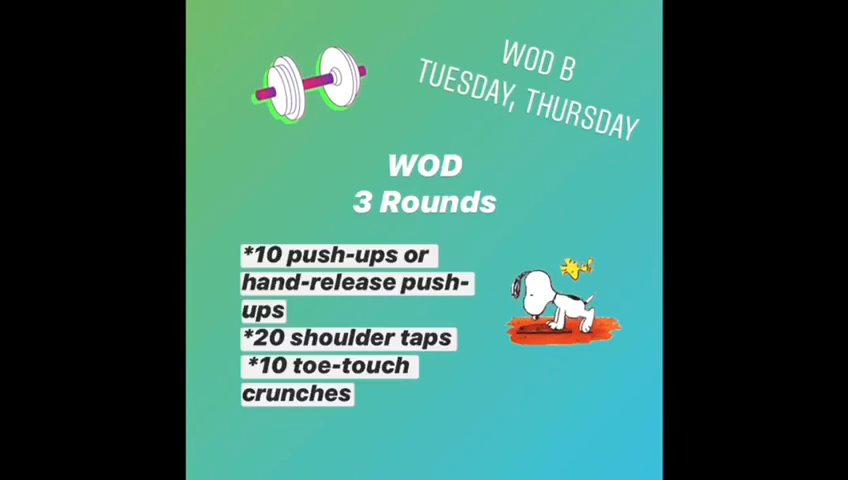 WOD B
TUESDAY, THURSDAY
WOD
3 Rounds
*10 push-ups or
hand-release push-
ups
*20 shoulder taps
*10 toe-touch
crunches